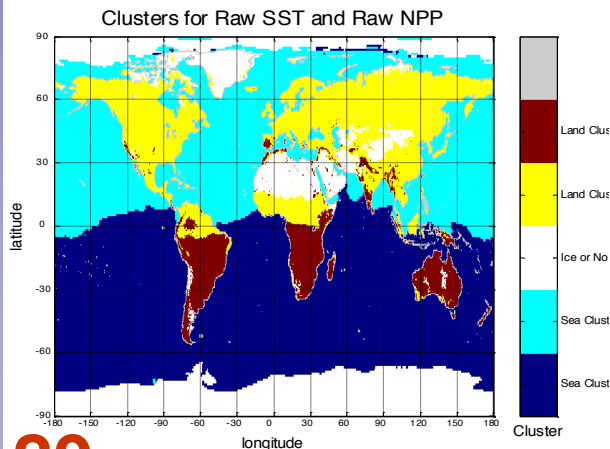 Clusters for Raw SST and Raw NPP
latitude
90
60
30
0
-30
-60
-90
-180 -150 -120 -90 -60 -30 0 30 60 90 120 150 180
longitude
Land Clus
Land Clus
Ice or No
Sea Clust
Sea Clust
Cluster